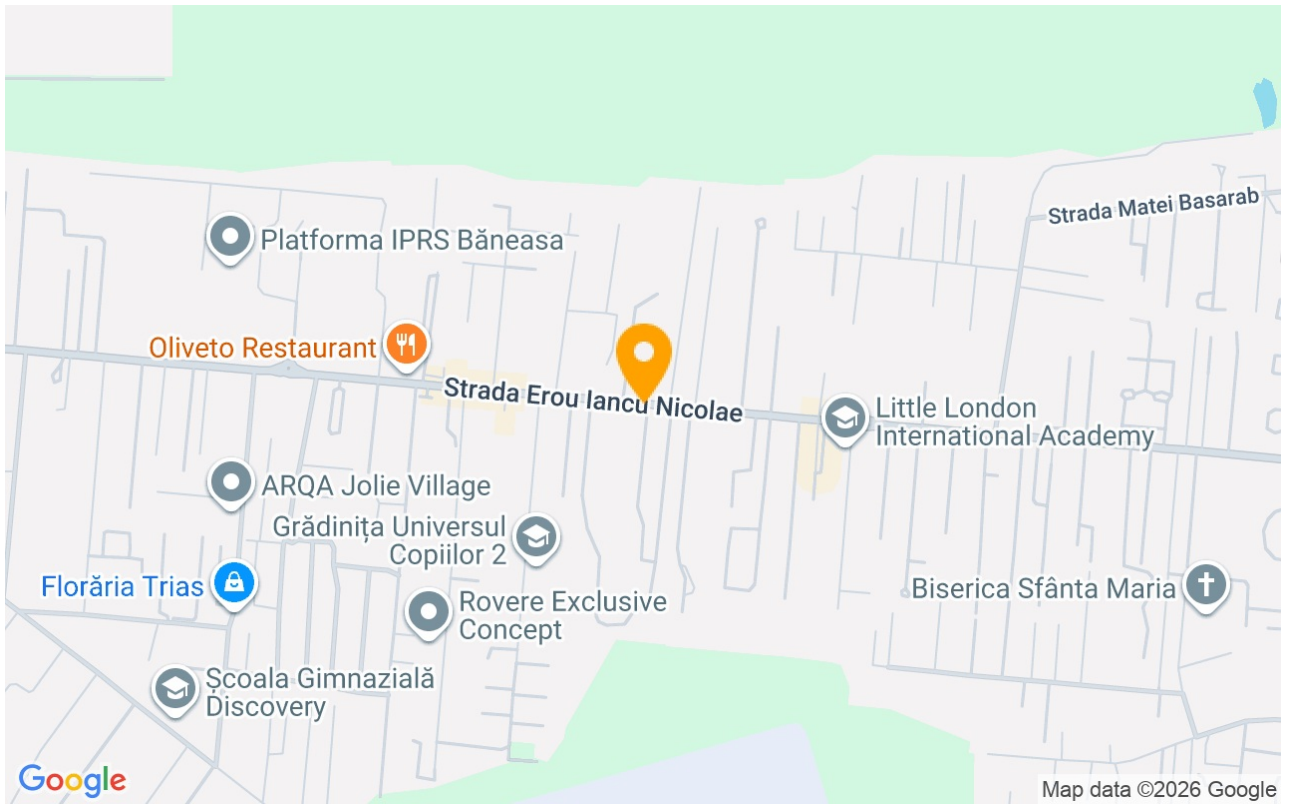 Strada Matei Basarab
Platforma IPRS Băneasa
Oliveto Restaurant
Strada Erou Iancu Nicolae
Little London
International Academy
ARQA Jolie Village
Grădinița Universul
Copiilor 2
Florăria Trias
Biserica Sfânta Maria
Rovere Exclusive
Concept
Școala Gimnazială
Discovery
Google
Map data ©2026 Google